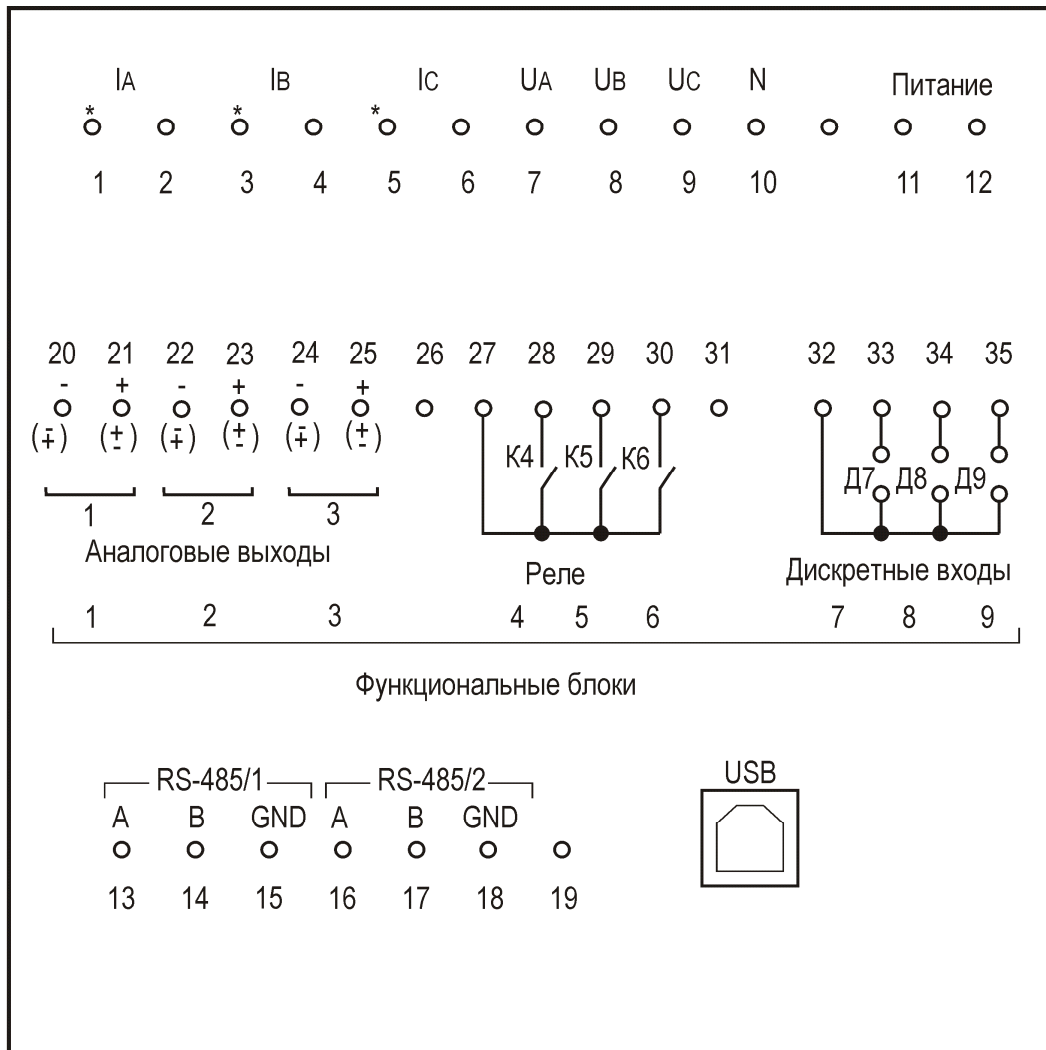 IA IB IC UA UB UC N Питание
* * *
1 2 3 4 5 6 7 8 9 10 11 12
20 21 22 23 24 25 26 27 28 29 30 31 32 33 34 35
- + - + - +
(-+) (+-) (-+) (+-) (-+) (+-)
К4 К5 К6
Д7 Д8 Д9
1 2 3
Аналоговые выходы
Реле
Дискретные входы
1 2 3 4 5 6 7 8 9
Функциональные блоки
RS-485/1 RS-485/2
USB
A B GND A B GND
13 14 15 16 17 18 19